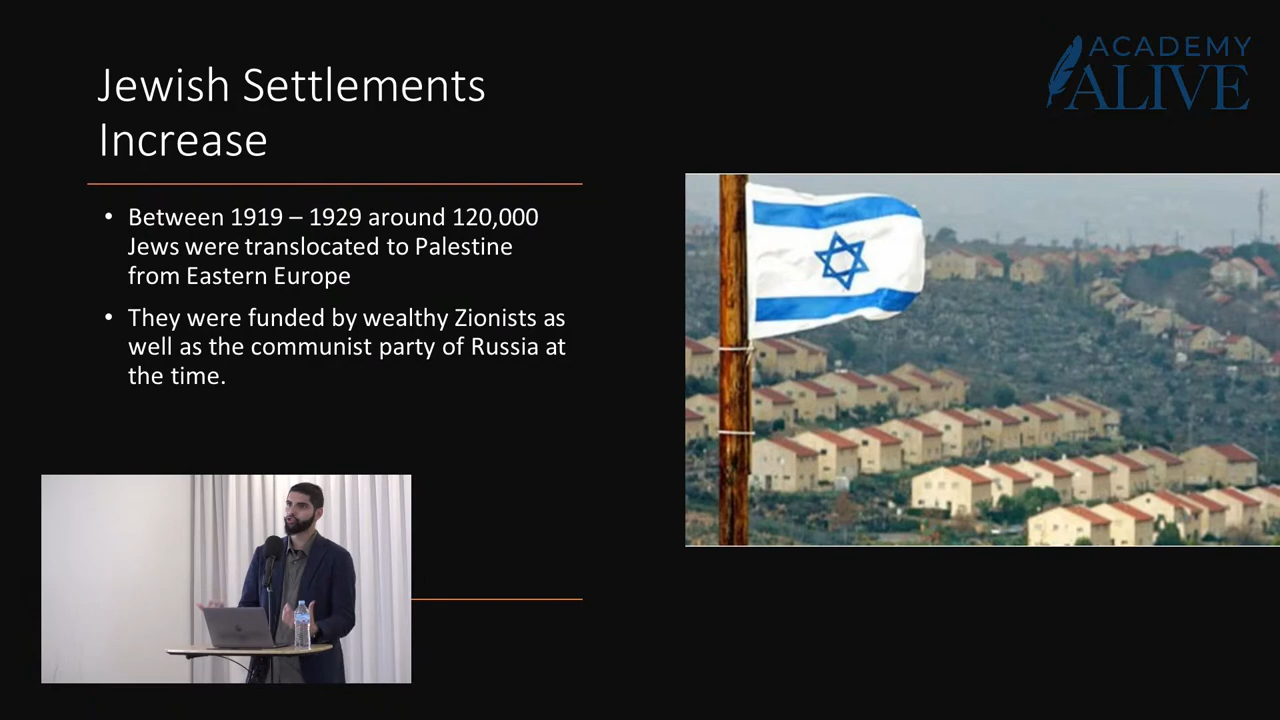 ACADEMY
ALIVE
Jewish Settlements
Increase
• Between 1919 – 1929 around 120,000
Jews were translocated to Palestine
from Eastern Europe
• They were funded by wealthy Zionists as
well as the communist party of Russia at
the time.